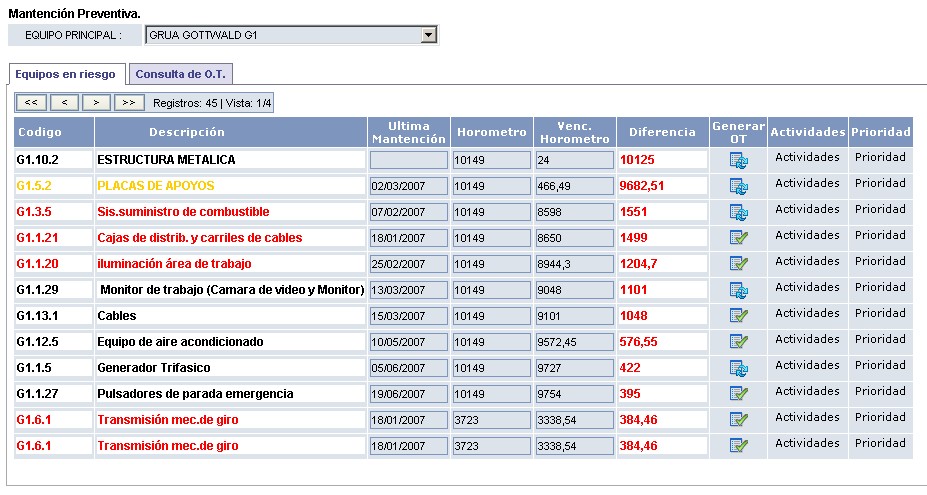 Mantención Preventiva.
EQUIPO PRINCIPAL : GRUA GOTTWALD G1
Equipos en riesgo Consulta de O.T.
<< < > >> Registros: 45 | Vista: 1/4
Codigo Descripción Ultima Mantención Horometro Venc. Horometro Diferencia Generar OT Actividades Prioridad
G1.10.2 ESTRUCTURA METALICA 10149 24 10125 Actividades Prioridad
G1.5.2 PLACAS DE APOYOS 02/03/2007 10149 466,49 9682,51 Actividades Prioridad
G1.3.5 Sis.suministro de combustible 07/02/2007 10149 8598 1551 Actividades Prioridad
G1.1.21 Cajas de distrib. y carriles de cables 18/01/2007 10149 8650 1499 Actividades Prioridad
G1.1.20 iluminación área de trabajo 25/02/2007 10149 8944,3 1204,7 Actividades Prioridad
G1.1.29 Monitor de trabajo (Camara de video y Monitor) 13/03/2007 10149 9048 1101 Actividades Prioridad
G1.13.1 Cables 15/03/2007 10149 9101 1048 Actividades Prioridad
G1.12.5 Equipo de aire acondicionado 10/05/2007 10149 9572,45 576,55 Actividades Prioridad
G1.1.5 Generador Trifasico 05/06/2007 10149 9727 422 Actividades Prioridad
G1.1.27 Pulsadores de parada emergencia 19/06/2007 10149 9754 395 Actividades Prioridad
G1.6.1 Transmisión mec.de giro 18/01/2007 3723 3338,54 384,46 Actividades Prioridad
G1.6.1 Transmisión mec.de giro 18/01/2007 3723 3338,54 384,46 Actividades Prioridad